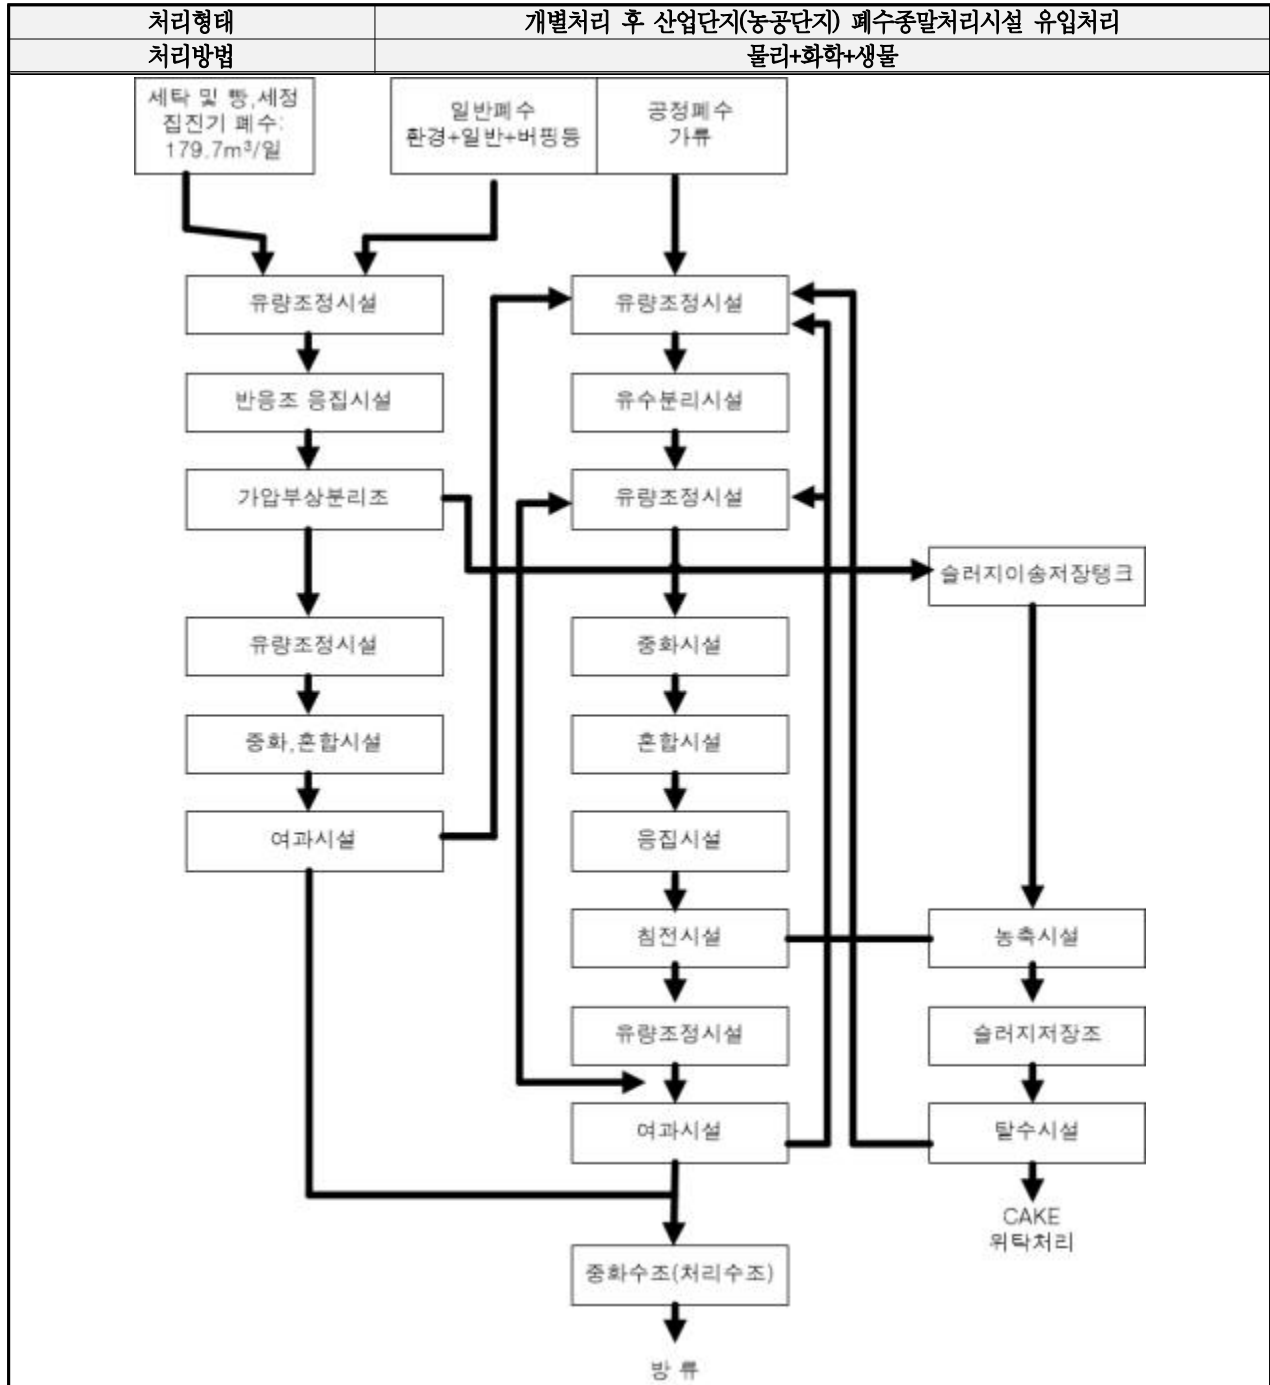 처리형태
개별처리 후 산업단지(농공단지) 폐수종말처리시설 유입처리
처리방법
물리+화학+생물
세탁 및 빵,세정
집진기 폐수:
179.7m³/일
일반폐수
환경+일반+버핑등
공정폐수
가류
유량조정시설
유량조정시설
반응조 응집시설
유수분리시설
가압부상분리조
유량조정시설
슬러지이송저장탱크
유량조정시설
중화시설
중화,혼합시설
혼합시설
여과시설
응집시설
침전시설
농축시설
유량조정시설
슬러지저장조
여과시설
탈수시설
CAKE
위탁처리
중화수조(처리수조)
방 류